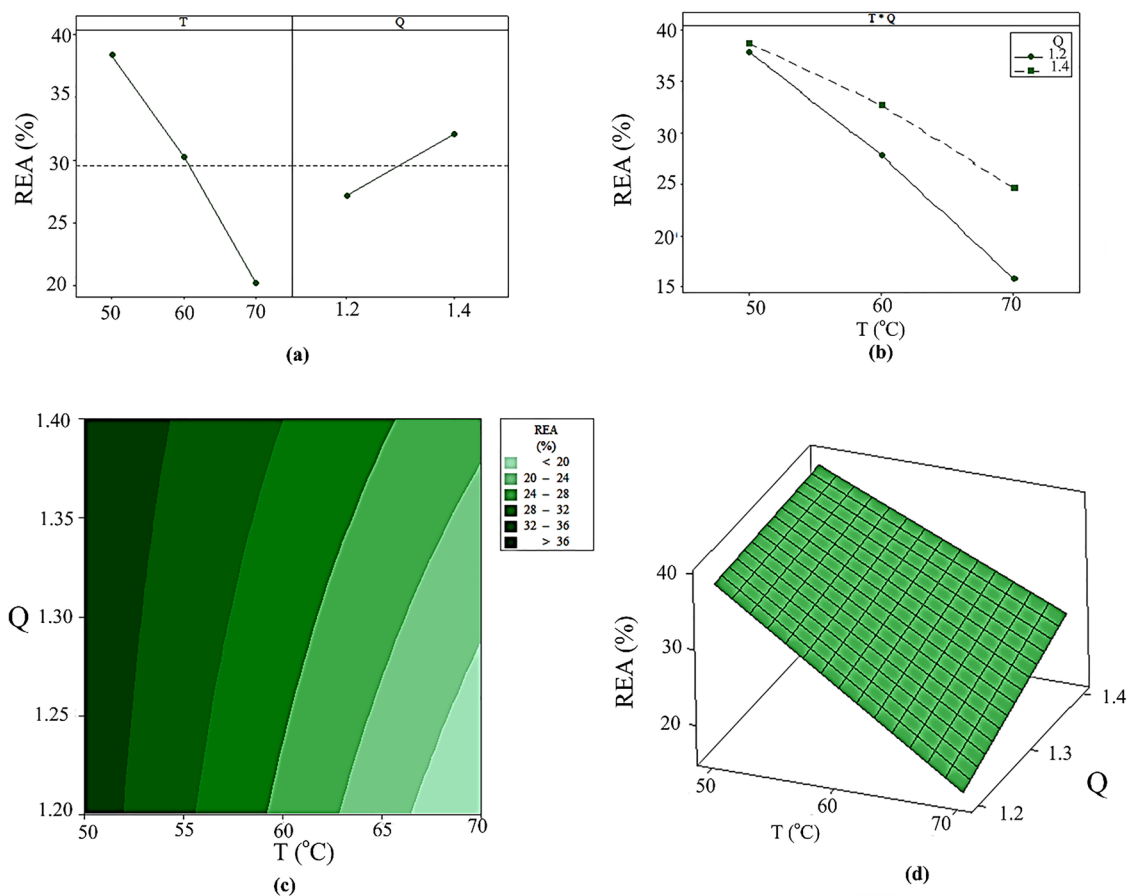 T Q
40
35
30
25
20
REA (%)
50 60 70 1.2 1.4
(a)
T * Q
40
35
30
25
20
15
REA (%)
Q
1.2
1.4
50 60 70
T (°C)
(b)
1.40
1.35
1.30
1.25
1.20
Q
50 55 60 65 70
T (°C)
(c)
REA
(%)
< 20
20 – 24
24 – 28
28 – 32
32 – 36
> 36
40
30
20
REA (%)
50
60
70
T (°C)
1.4
1.3
1.2
Q
(d)